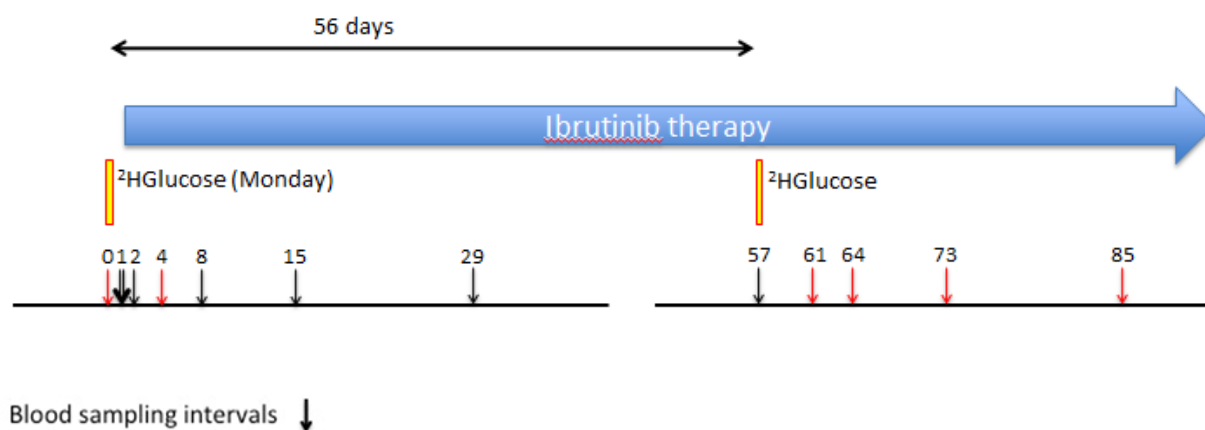 56 days
Ibrutinib therapy
²HGlucose (Monday)
²HGlucose
0 1 2 4 8 15 29 57 61 64 73 85
Blood sampling intervals